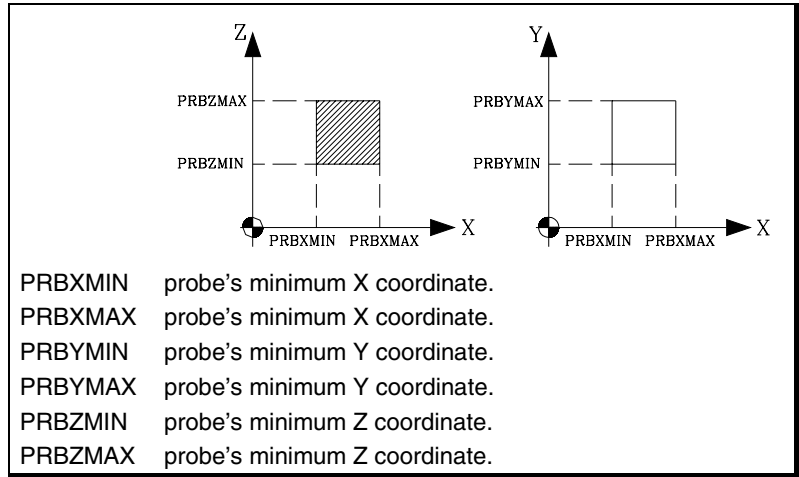 Z
PRBZMAX
PRBZMIN
X
PRBXMIN PRBXMAX
Y
PRBYMAX
PRBYMIN
X
PRBXMIN PRBXMAX
PRBXMIN probe's minimum X coordinate.
PRBXMAX probe's minimum X coordinate.
PRBYMIN probe's minimum Y coordinate.
PRBYMAX probe's minimum Y coordinate.
PRBZMIN probe's minimum Z coordinate.
PRBZMAX probe's minimum Z coordinate.